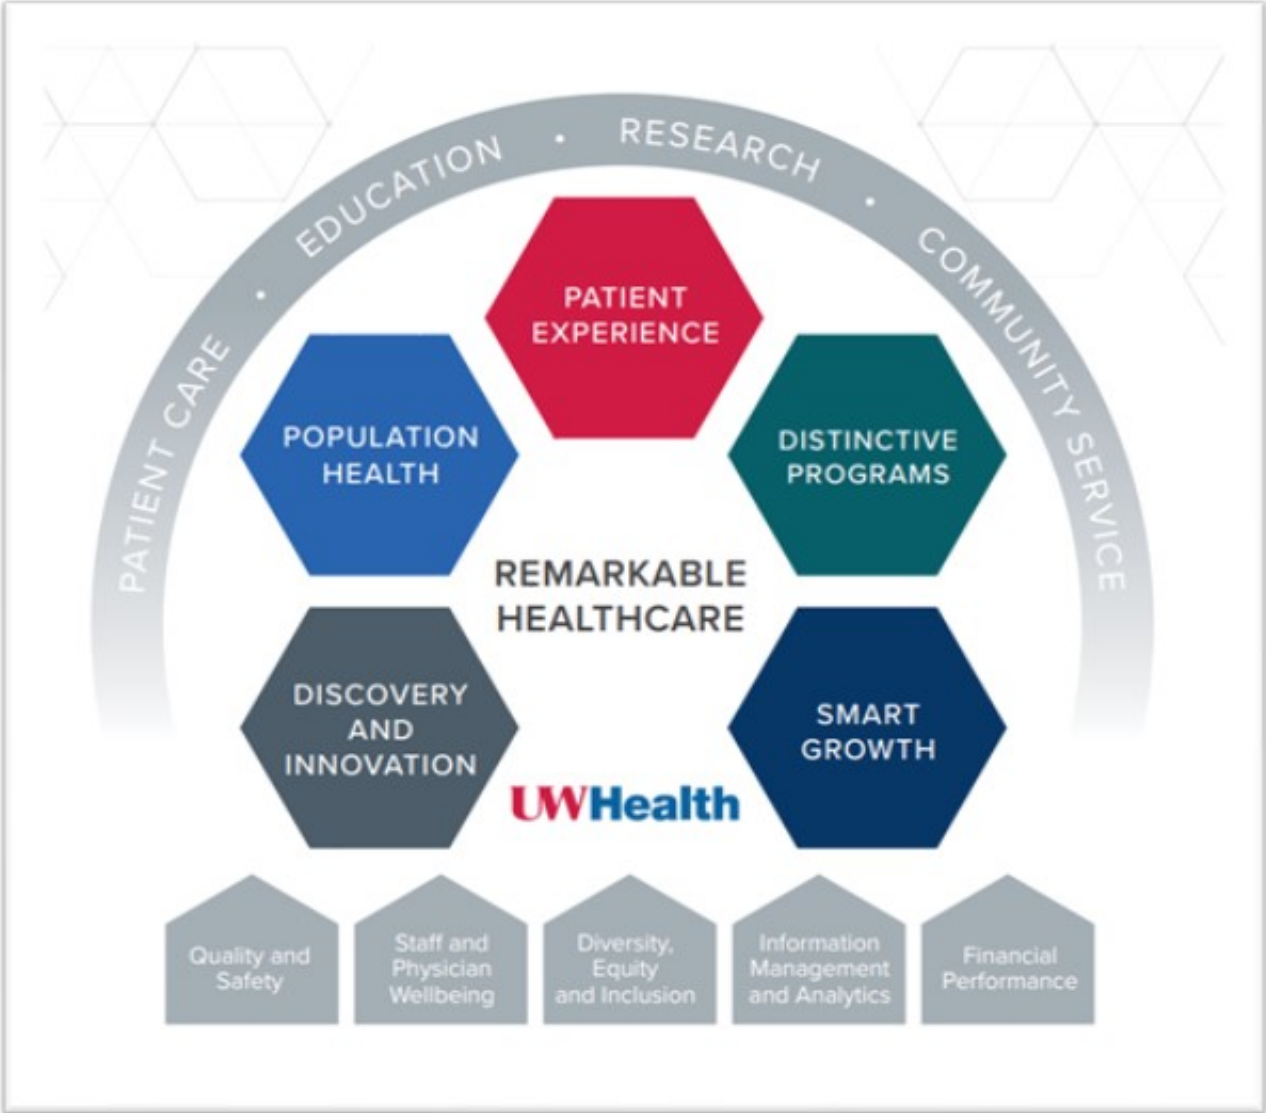 PATIENT CARE • EDUCATION • RESEARCH • COMMUNITY SERVICE
PATIENT
EXPERIENCE
POPULATION
HEALTH
DISTINCTIVE
PROGRAMS
REMARKABLE
HEALTHCARE
DISCOVERY
AND
INNOVATION
SMART
GROWTH
UWHealth
Quality and
Safety
Staff and
Physician
Wellbeing
Diversity,
Equity
and Inclusion
Information
Management
and Analytics
Financial
Performance